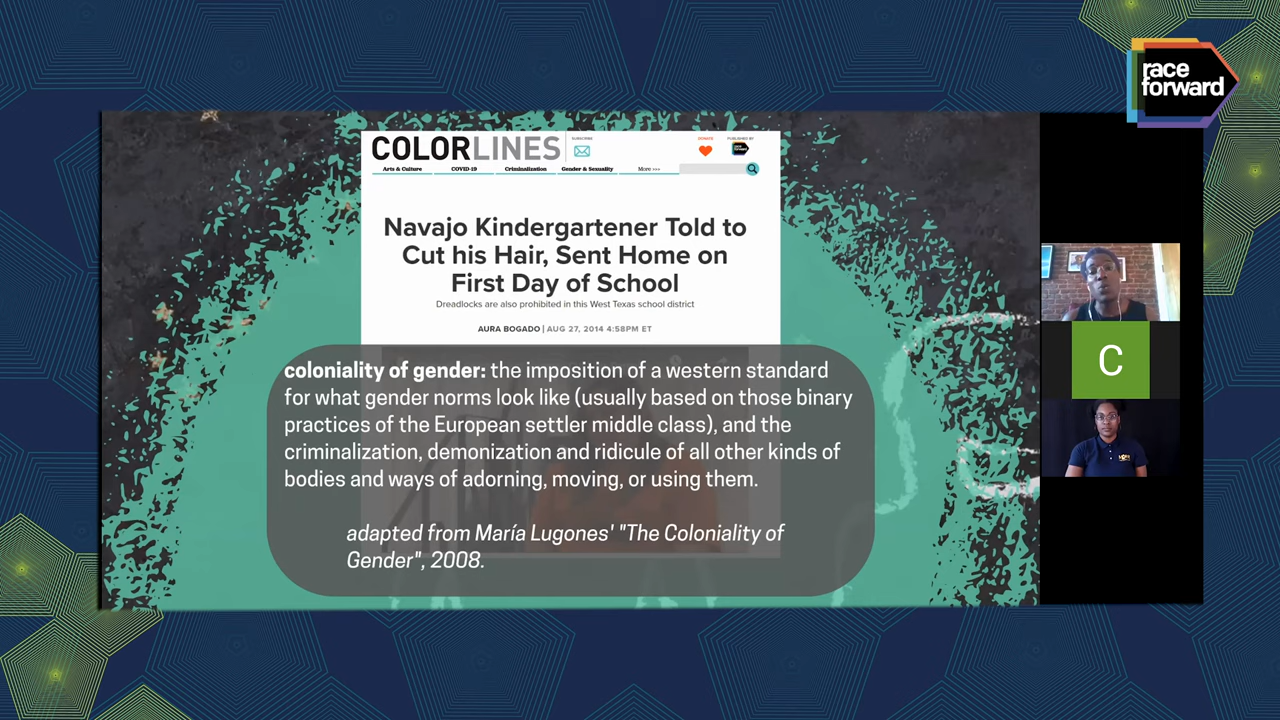 race
forward
COLORLINES
SUBSCRIBE
DONATE
PUBLISHED BY
Arts & Culture COVID-19 Criminalization Gender & Sexuality More >>>
Navajo Kindergartener Told to
Cut his Hair, Sent Home on
First Day of School
Dreadlocks are also prohibited in this West Texas school district
AURA BOGADO | AUG 27, 2014 4:58PM ET
coloniality of gender: the imposition of a western standard
for what gender norms look like (usually based on those binary
practices of the European settler middle class), and the
criminalization, demonization and ridicule of all other kinds of
bodies and ways of adorning, moving, or using them.
adapted from María Lugones' "The Coloniality of
Gender", 2008.
C